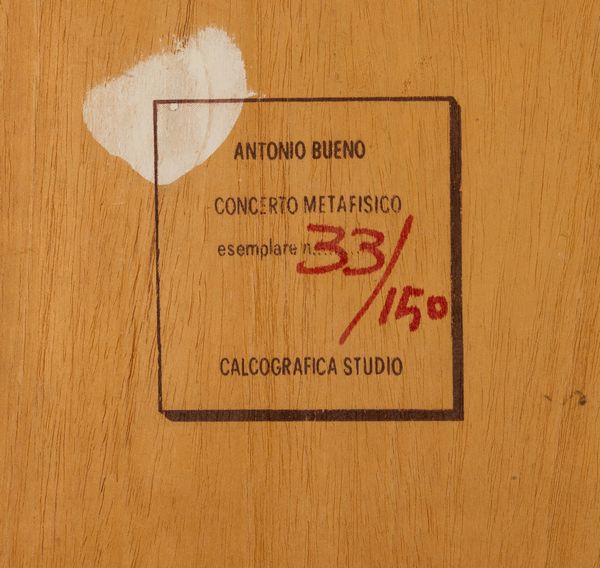 ANTONIO BUENO
CONCERTO METAFISICO
esemplare n........ 33/150
CALCOGRAFICA STUDIO